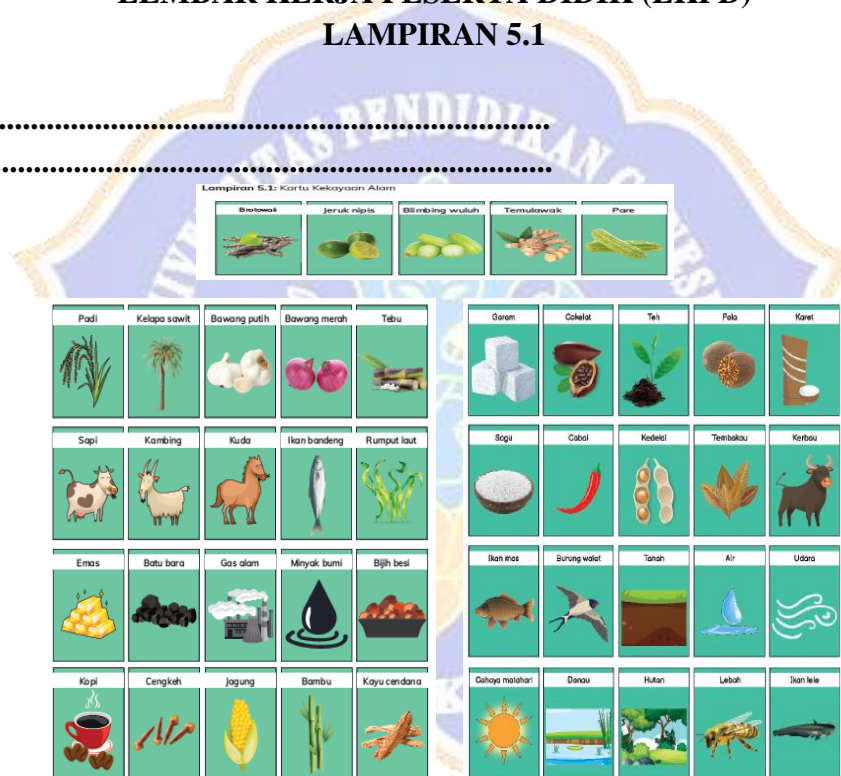 LEMBAR KERJA PESERTA DIDIK (LKPD)
LAMPIRAN 5.1
Lampiran 5.1: Kartu Kekayaan Alam
Brotowali Jeruk nipis Blimbing wuluh Temulawak Pare
Padi Kelapa sawit Bawang putih Bawang merah Tebu
Sapi Kambing Kuda Ikan bandeng Rumput laut
Emas Batu bara Gas alam Minyak bumi Bijih besi
Kopi Cengkeh Jagung Bambu Kayu cendana
Garam Cokelat Teh Pala Karet
Sagu Cabai Kedelai Tembakau Kerbau
Ikan mas Burung walet Tanah Air Udara
Cahaya matahari Danau Hutan Lebah Ikan lele